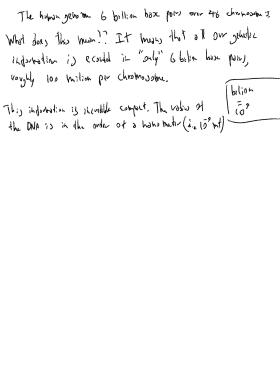 The human genome 6 billion base pairs over 46 chromosomes
What does this mean?? It means that all our genetic
information is encoded in "only" 6 billion base pairs,
roughly 100 million per chromosome.
This information is incredible compact. The radius of
the DNA is in the order of a nanometer (i.e. 10⁻⁹ mt)
billion
=
10⁹